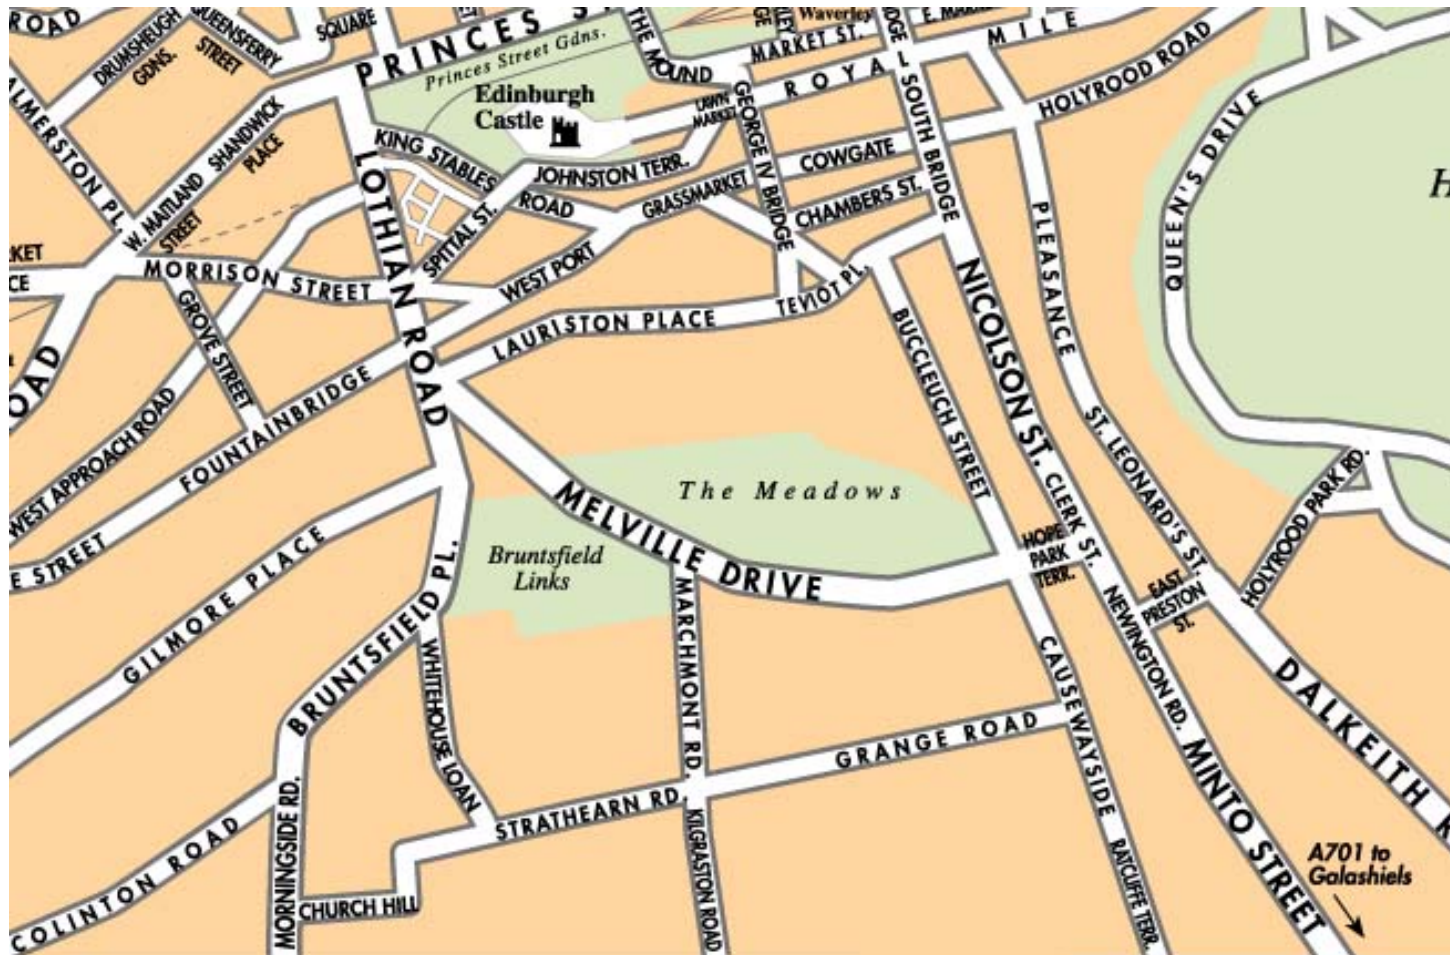 ROAD
DRUMSHEUGH
GDNS.
QUEENSFERRY
STREET
SQUARE
PRINCES S
Princes Street Gdns.
THE MOUND
Waverley
MARKET ST.
ROYAL
MILE
HOLYROOD ROAD
Edinburgh
Castle
LAWN
MARKET
GEORGE IV BRIDGE
SOUTH BRIDGE
QUEEN'S DRIVE
H
SHANDWICK
PLACE
W. MAITLAND
STREET
KING STABLES
ROAD
JOHNSTON TERR.
GRASSMARKET
COWGATE
CHAMBERS ST.
PLEASANCE
LOTHIAN ROAD
SPITTAL ST.
WEST PORT
MORRISON STREET
GROVE STREET
LAURISTON PLACE
TEVIOT PL.
BUCCLEUCH STREET
NICOLSON ST.
CLERK ST.
ST. LEONARD'S ST.
HOLYROOD PARK RD.
OAD
WEST APPROACH ROAD
FOUNTAINBRIDGE
E STREET
GILMORE PLACE
The Meadows
MELVILLE DRIVE
Bruntsfield
Links
HOPE
PARK
TERR.
EAST
PRESTON
ST.
NEWINGTON RD.
BRUNTSFIELD PL.
WHITEHOUSE LOAN
MARCHMONT RD.
CAUSEWAYSIDE
DALKEITH R
GRANGE ROAD
STRATHEARN RD.
MINTO STREET
KILGRASTON ROAD
RATCLIFFE TERR.
MORNINGSIDE RD.
COLINTON ROAD
CHURCH HILL
A701 to
Galashiels